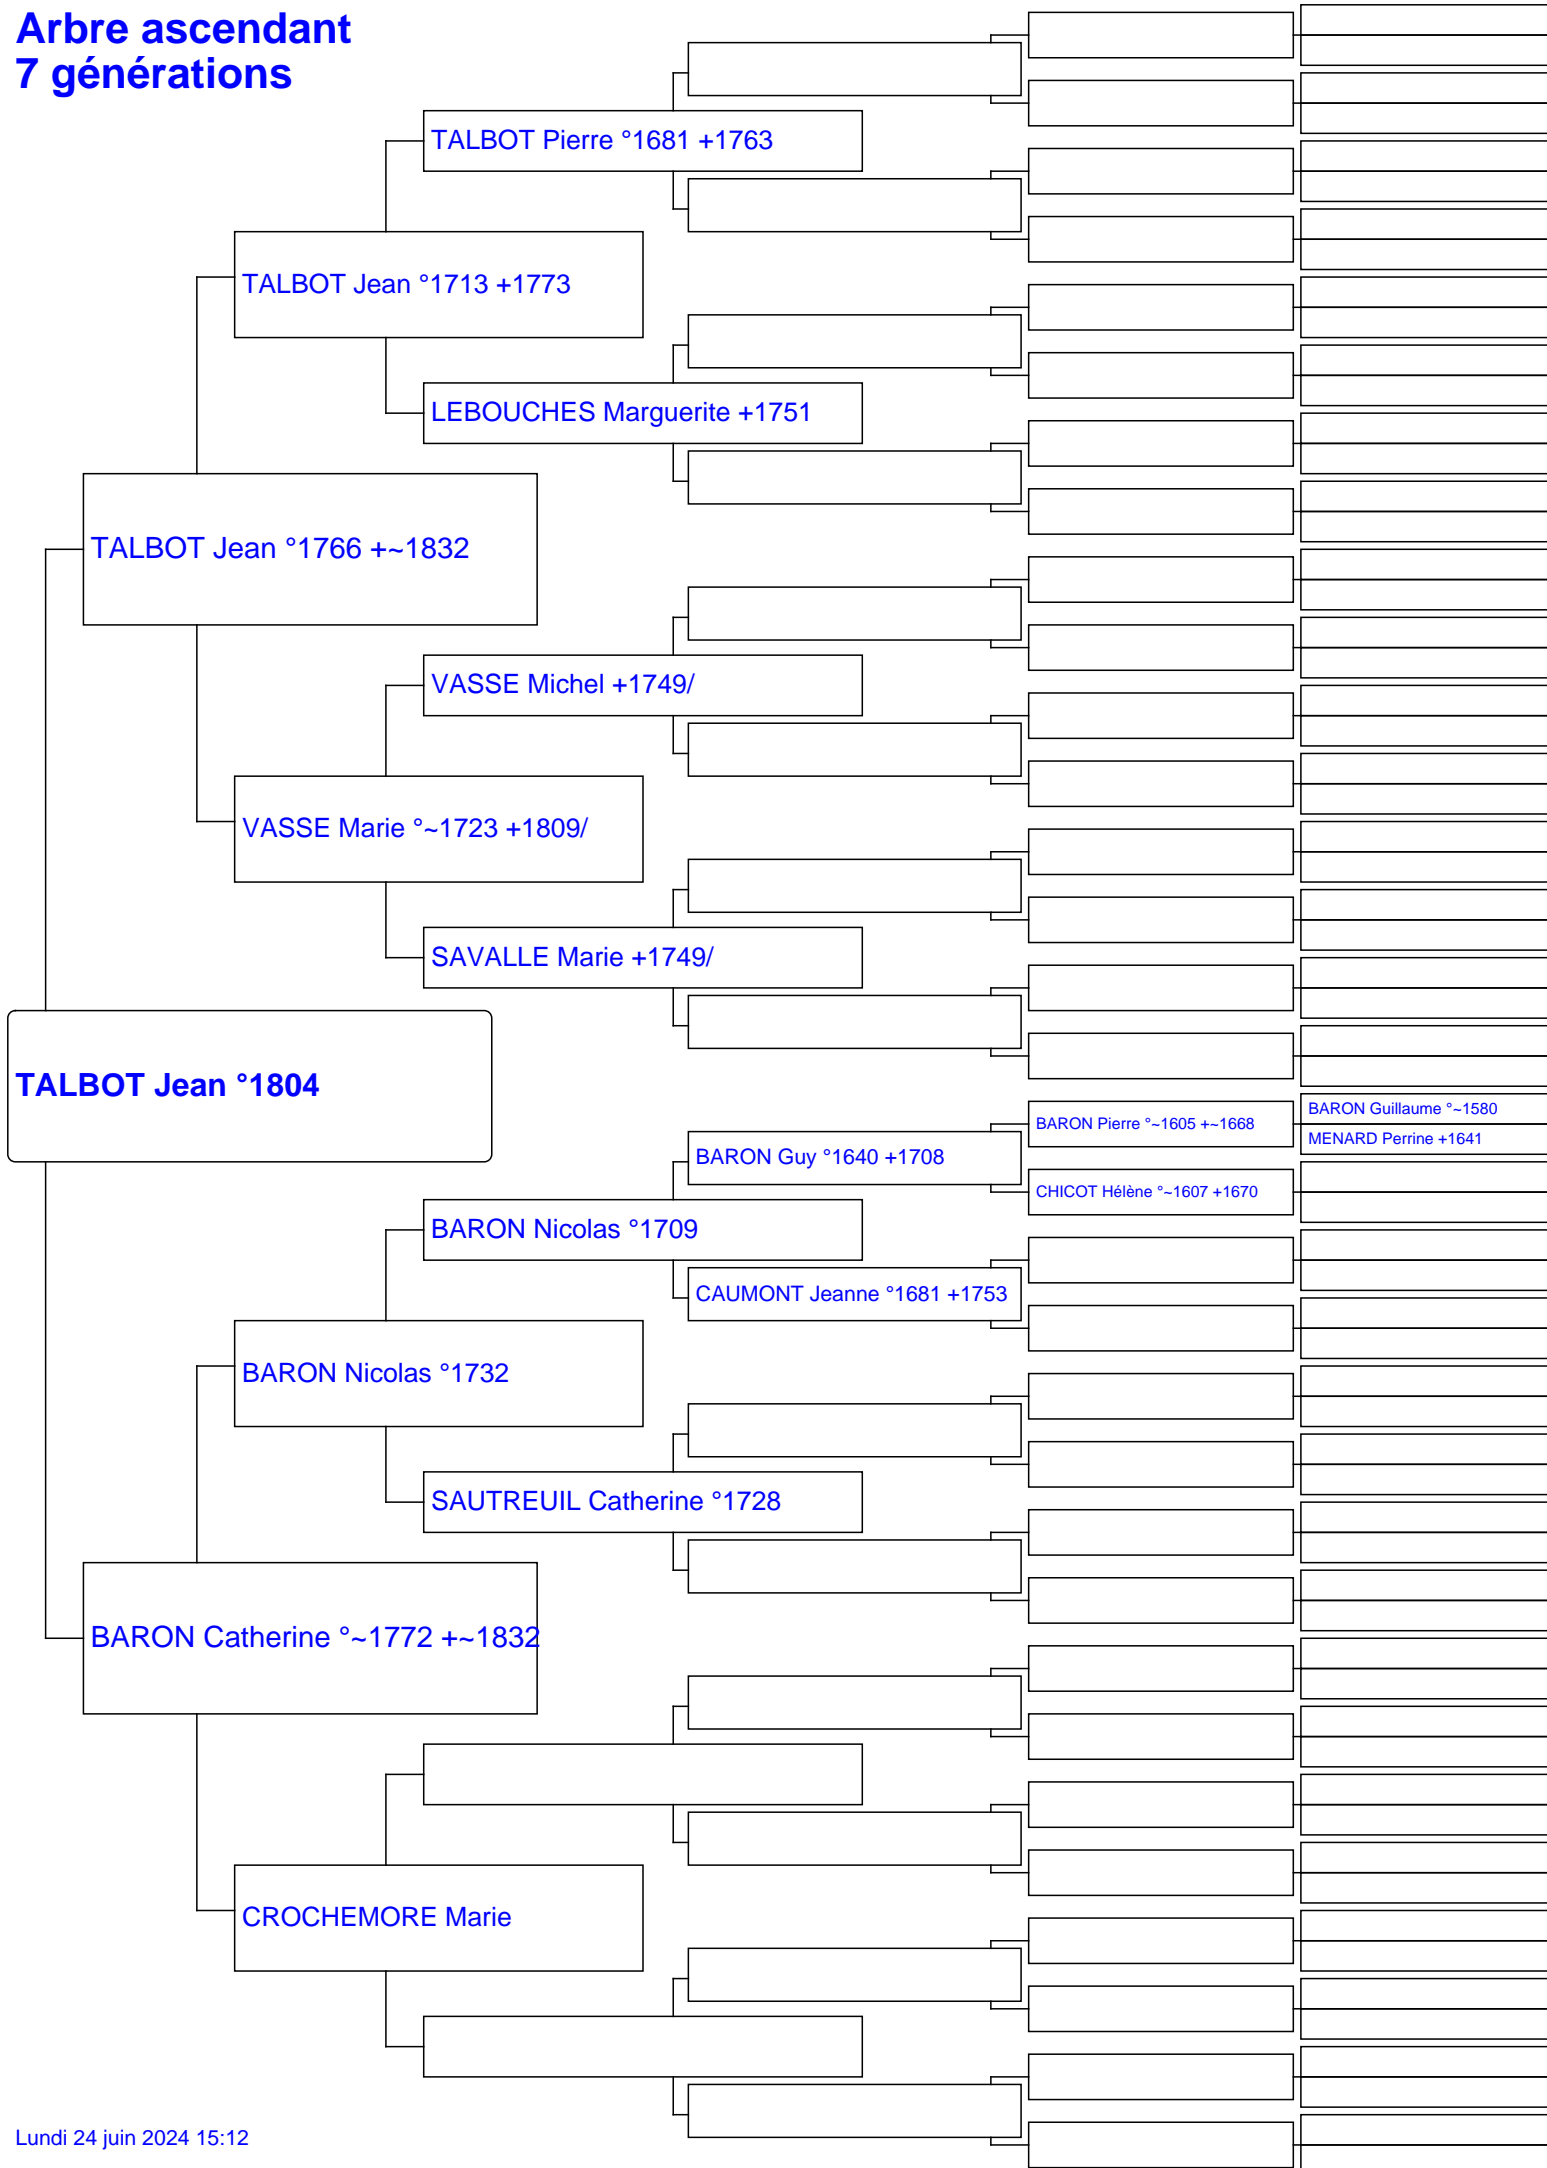 Arbre ascendant
7 générations
TALBOT Pierre °1681 +1763
TALBOT Jean °1713 +1773
LEBOUCHES Marguerite +1751
TALBOT Jean °1766 +~1832
VASSE Michel +1749/
VASSE Marie °~1723 +1809/
SAVALLE Marie +1749/
TALBOT Jean °1804
BARON Guillaume °~1580
BARON Pierre °~1605 +~1668
MENARD Perrine +1641
BARON Guy °1640 +1708
CHICOT Hélène °~1607 +1670
BARON Nicolas °1709
CAUMONT Jeanne °1681 +1753
BARON Nicolas °1732
SAUTREUIL Catherine °1728
BARON Catherine °~1772 +~1832
CROCHEMORE Marie
Lundi 24 juin 2024 15:12